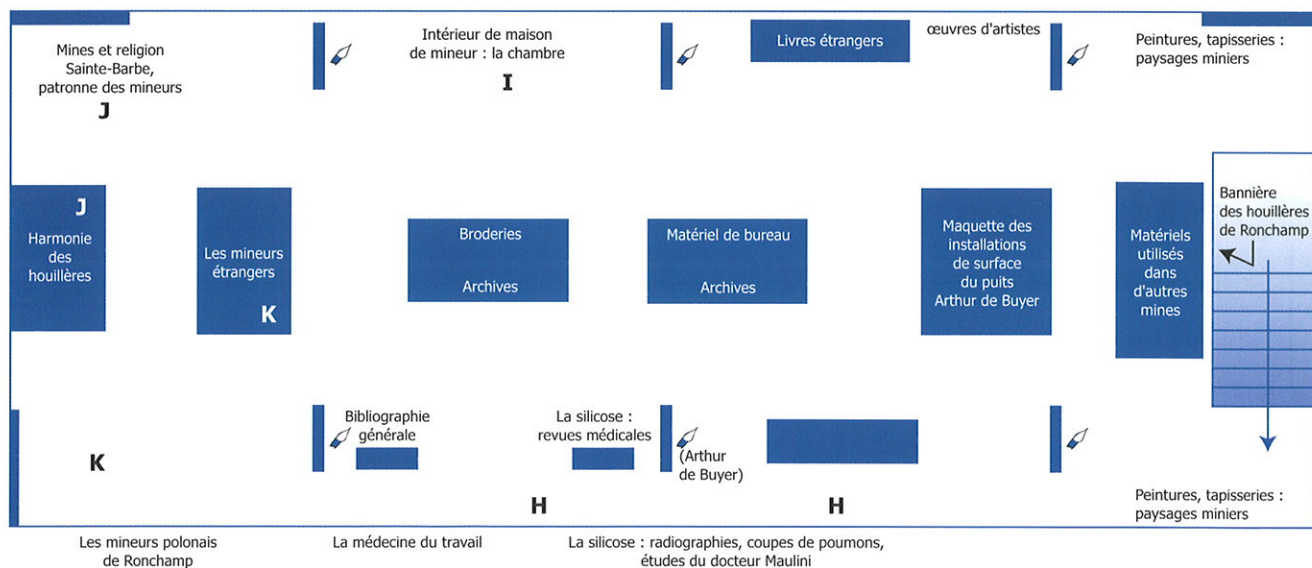 Mines et religion
Sainte-Barbe,
patronne des mineurs
J
Intérieur de maison
de mineur : la chambre
I
Livres étrangers
œuvres d'artistes
Peintures, tapisseries :
paysages miniers
J
Harmonie
des
houillères
Les mineurs
étrangers
K
Broderies
Archives
Matériel de bureau
Archives
Maquette des
installations
de surface
du puits
Arthur de Buyer
Matériels
utilisés
dans
d'autres
mines
Bannière
des houillères
de Ronchamp
K
Bibliographie
générale
La silicose :
revues médicales
(Arthur
de Buyer)
H
H
Peintures, tapisseries :
paysages miniers
Les mineurs polonais
de Ronchamp
La médecine du travail
La silicose : radiographies, coupes de poumons,
études du docteur Maulini